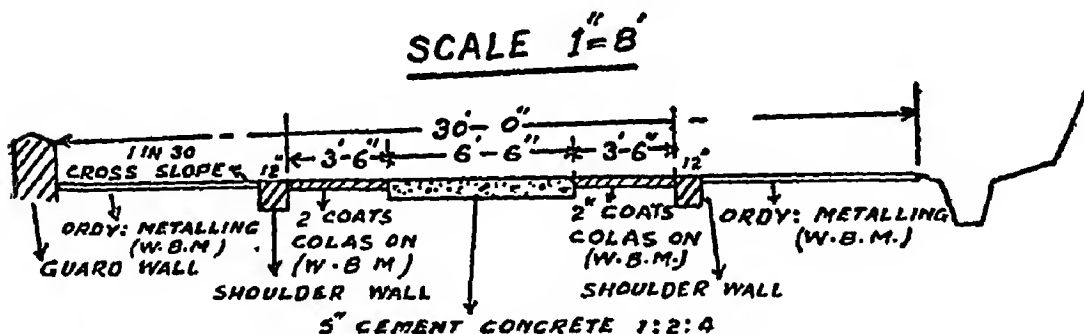 SCALE 1"=8'
30'-0"
3'-6" 6'-6" 3'-6"
1 IN 30
CROSS SLOPE 12" 12"
ORDY: METALLING
(W.B.M)
GUARD WALL
2 COATS
COLAS ON
(W.B M)
SHOULDER WALL
2" COATS
COLAS ON
(W.B.M.)
SHOULDER WALL
ORDY: METALLING
(W.B.M.)
5" CEMENT CONCRETE 1:2:4